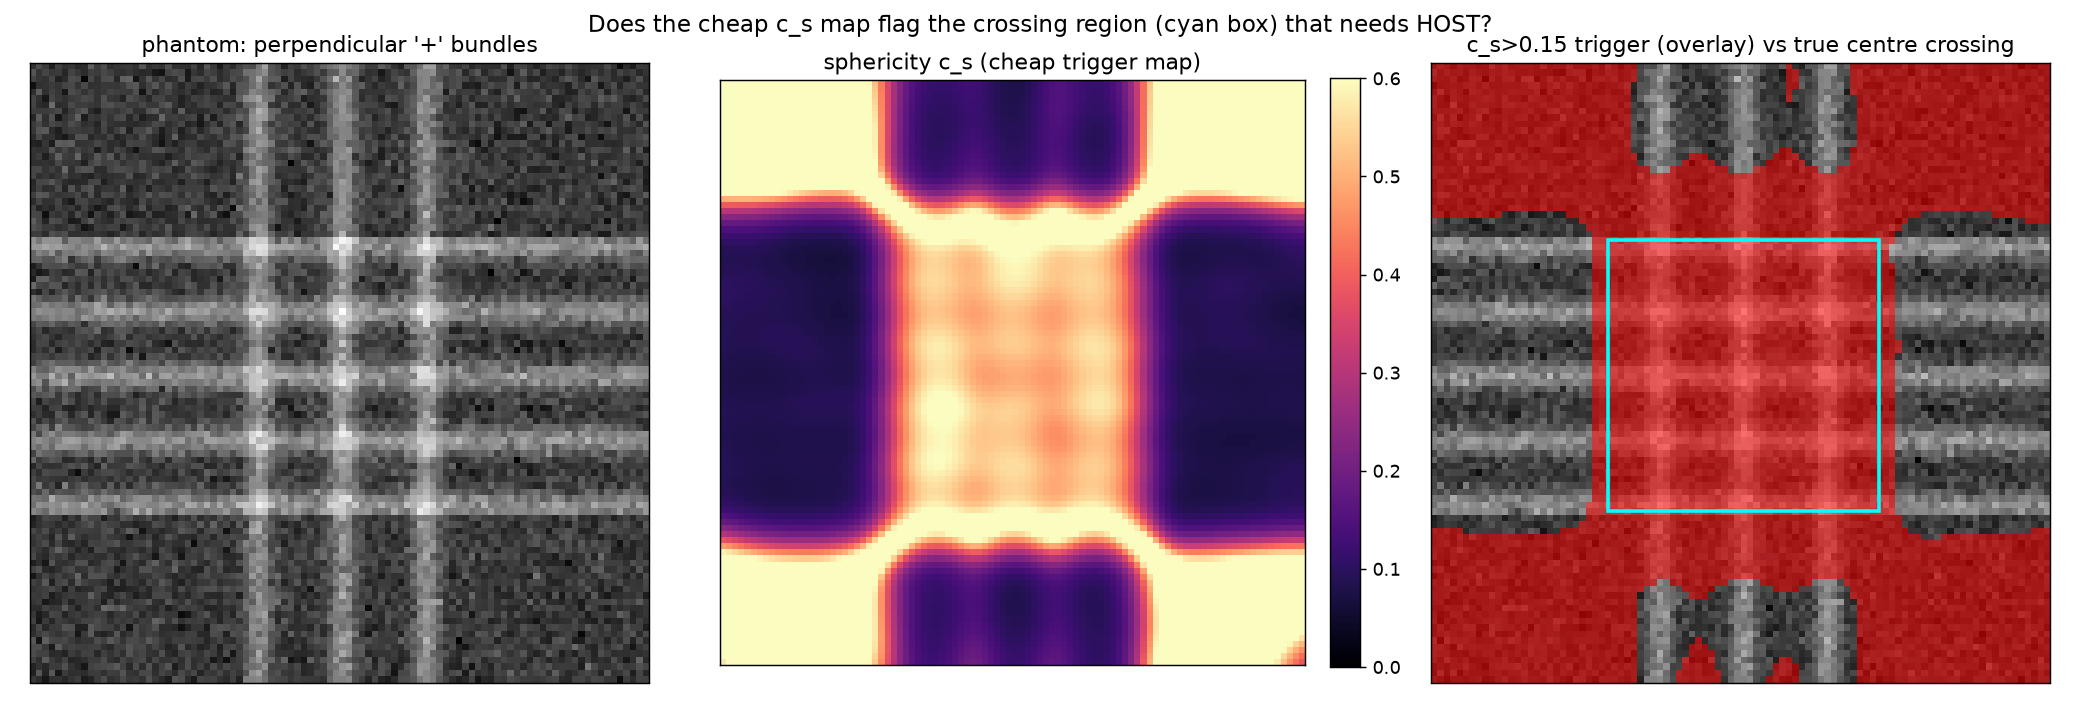 Does the cheap c_s map flag the crossing region (cyan box) that needs HOST?
phantom: perpendicular '+' bundles
sphericity c_s (cheap trigger map)
c_s>0.15 trigger (overlay) vs true centre crossing
0.6
0.5
0.4
0.3
0.2
0.1
0.0